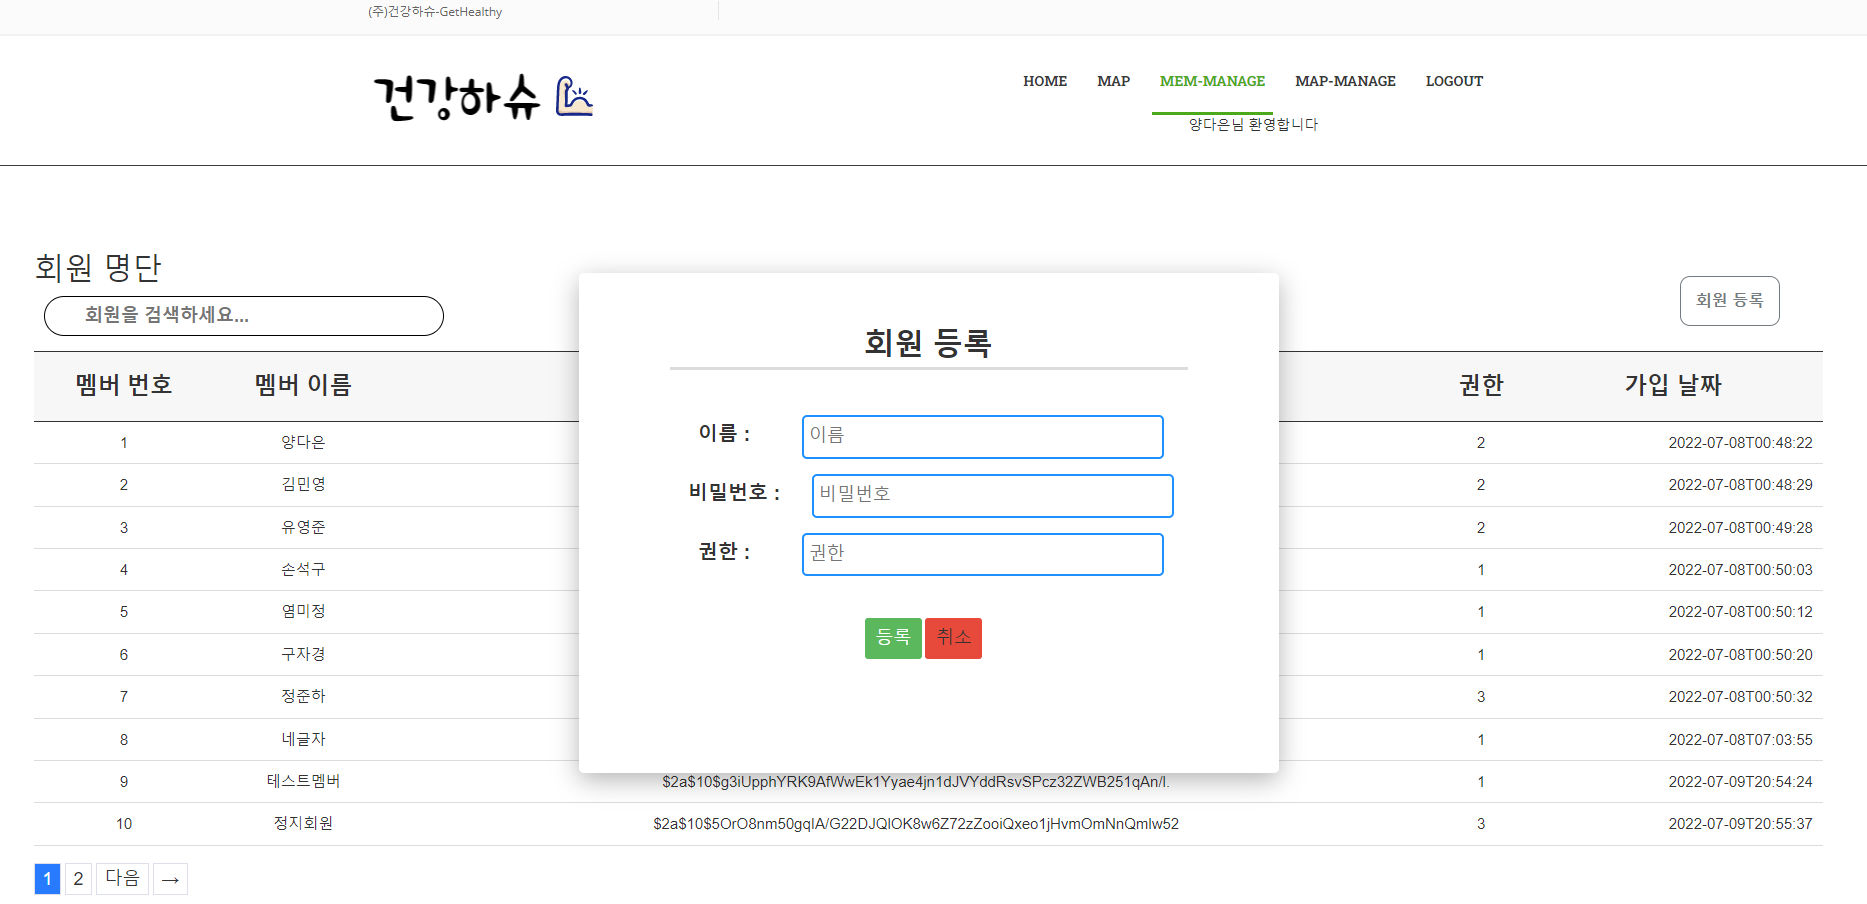 (주)건강하슈-GetHealthy
건강하슈
HOME MAP MEM-MANAGE MAP-MANAGE LOGOUT
양다은님 환영합니다
회원 명단
회원을 검색하세요...
회원 등록
멤버 번호 멤버 이름 권한 가입 날짜
1 양다은 2 2022-07-08T00:48:22
2 김민영 2 2022-07-08T00:48:29
3 유영준 2 2022-07-08T00:49:28
4 손석구 1 2022-07-08T00:50:03
5 염미정 1 2022-07-08T00:50:12
6 구자경 1 2022-07-08T00:50:20
7 정준하 3 2022-07-08T00:50:32
8 네글자 1 2022-07-08T07:03:55
9 테스트멤버 $2a$10$g3iUpphYRK9AfWwEk1Yyae4jn1dJVYddRsvSPcz32ZWB251qAn/I. 1 2022-07-09T20:54:24
10 정지회원 $2a$10$5OrO8nm50gqIA/G22DJQlOK8w6Z72zZooiQxeo1jHvmOmNnQmlw52 3 2022-07-09T20:55:37
회원 등록
이름 : 이름
비밀번호 : 비밀번호
권한 : 권한
등록 취소
1 2 다음 →